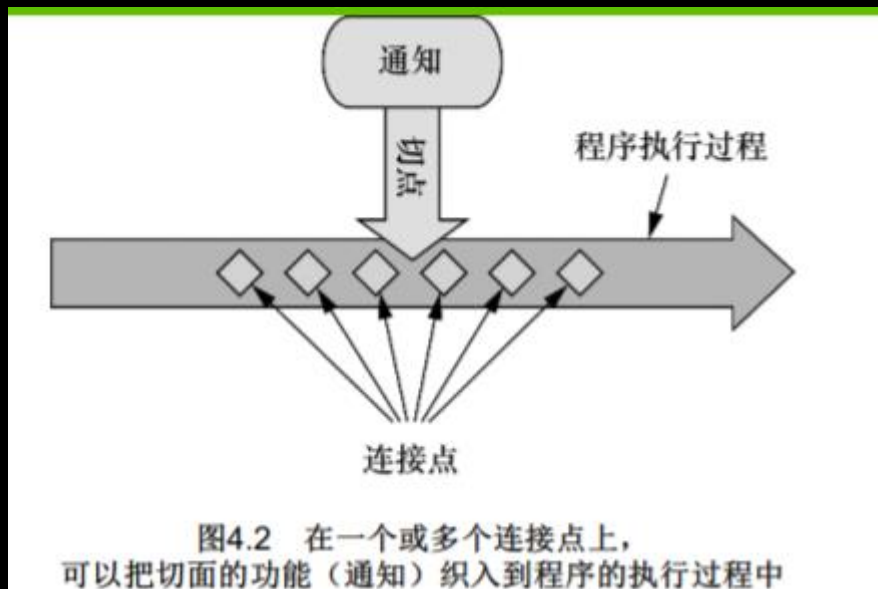 通知
切点
程序执行过程
连接点
图4.2 在一个或多个连接点上，
可以把切面的功能（通知）织入到程序的执行过程中